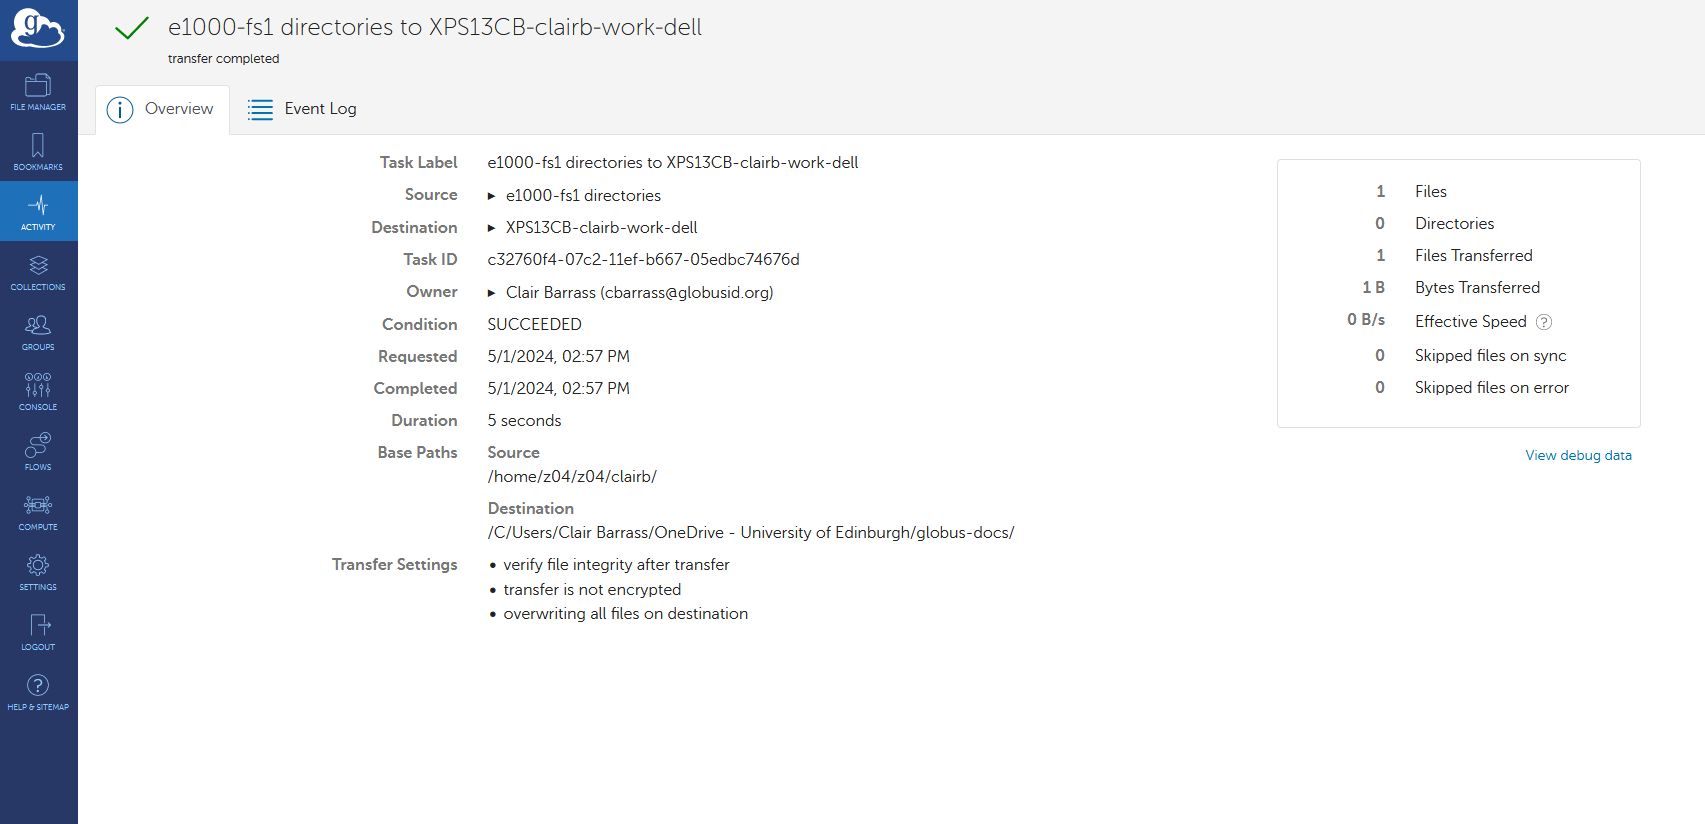 g
e1000-fs1 directories to XPS13CB-clairb-work-dell
transfer completed
FILE MANAGER
BOOKMARKS
ACTIVITY
COLLECTIONS
GROUPS
CONSOLE
FLOWS
COMPUTE
SETTINGS
LOGOUT
HELP & SITEMAP
Overview
Event Log
Task Label e1000-fs1 directories to XPS13CB-clairb-work-dell
Source ▸ e1000-fs1 directories
Destination ▸ XPS13CB-clairb-work-dell
Task ID c32760f4-07c2-11ef-b667-05edbc74676d
Owner ▸ Clair Barrass (cbarrass@globusid.org)
Condition SUCCEEDED
Requested 5/1/2024, 02:57 PM
Completed 5/1/2024, 02:57 PM
Duration 5 seconds
Base Paths Source
/home/z04/z04/clairb/
Destination
/C/Users/Clair Barrass/OneDrive - University of Edinburgh/globus-docs/
Transfer Settings • verify file integrity after transfer
• transfer is not encrypted
• overwriting all files on destination
1 Files
0 Directories
1 Files Transferred
1 B Bytes Transferred
0 B/s Effective Speed ?
0 Skipped files on sync
0 Skipped files on error
View debug data